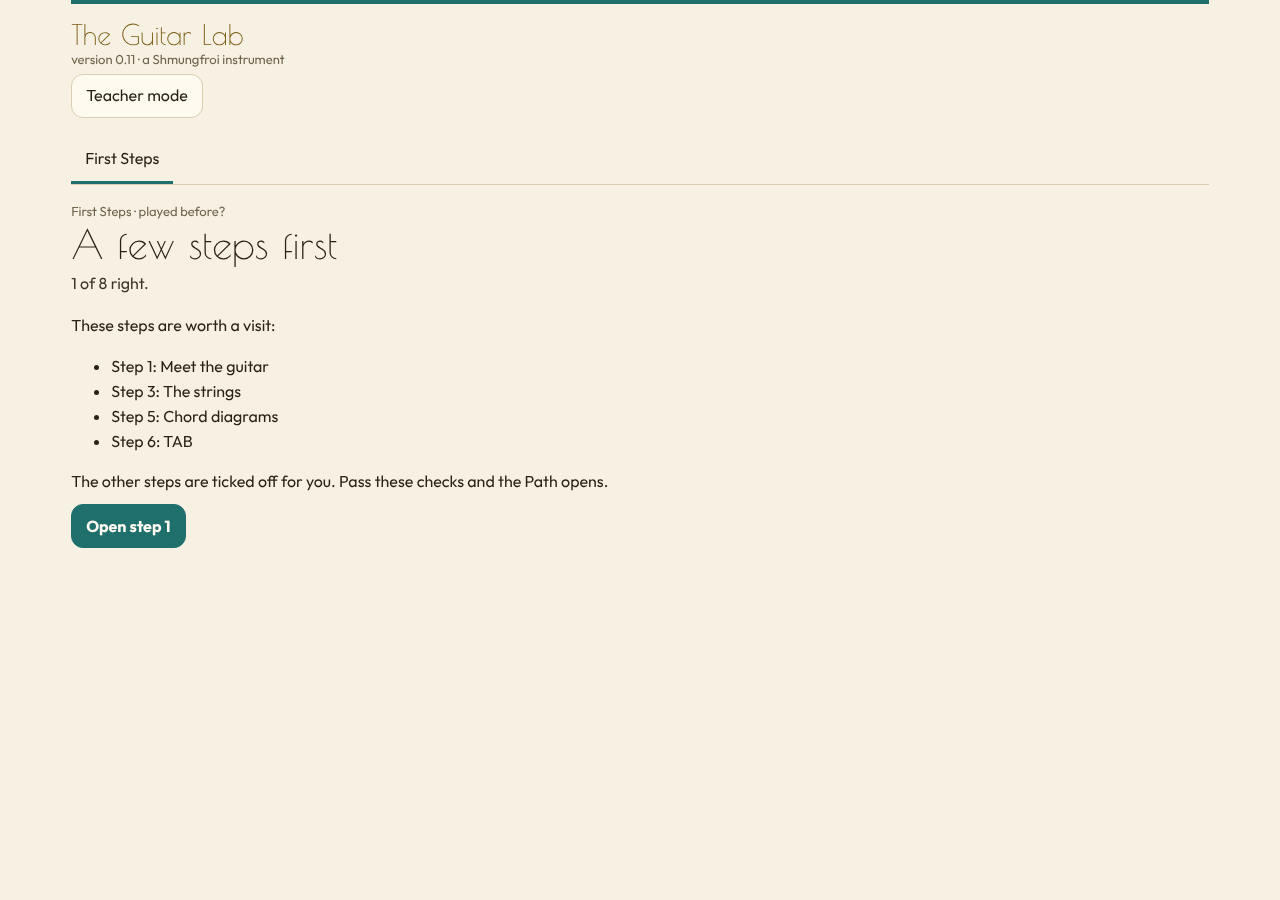 The Guitar Lab
version 0.11 · a Shmungfroi instrument
Teacher mode
First Steps
First Steps · played before?
A few steps first
1 of 8 right.
These steps are worth a visit:
• Step 1: Meet the guitar
• Step 3: The strings
• Step 5: Chord diagrams
• Step 6: TAB
The other steps are ticked off for you. Pass these checks and the Path opens.
Open step 1